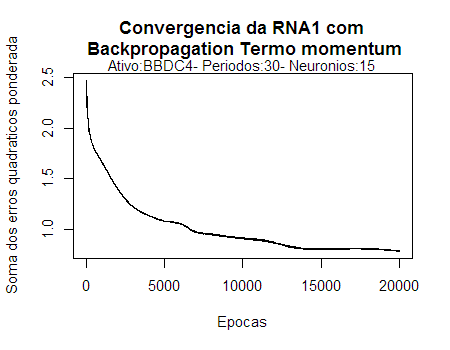 Convergencia da RNA1 com
Backpropagation Termo momentum
Ativo:BBDC4- Periodos:30- Neuronios:15
Soma dos erros quadraticos ponderada
2.5
2.0
1.5
1.0
0
5000
10000
15000
20000
Epocas